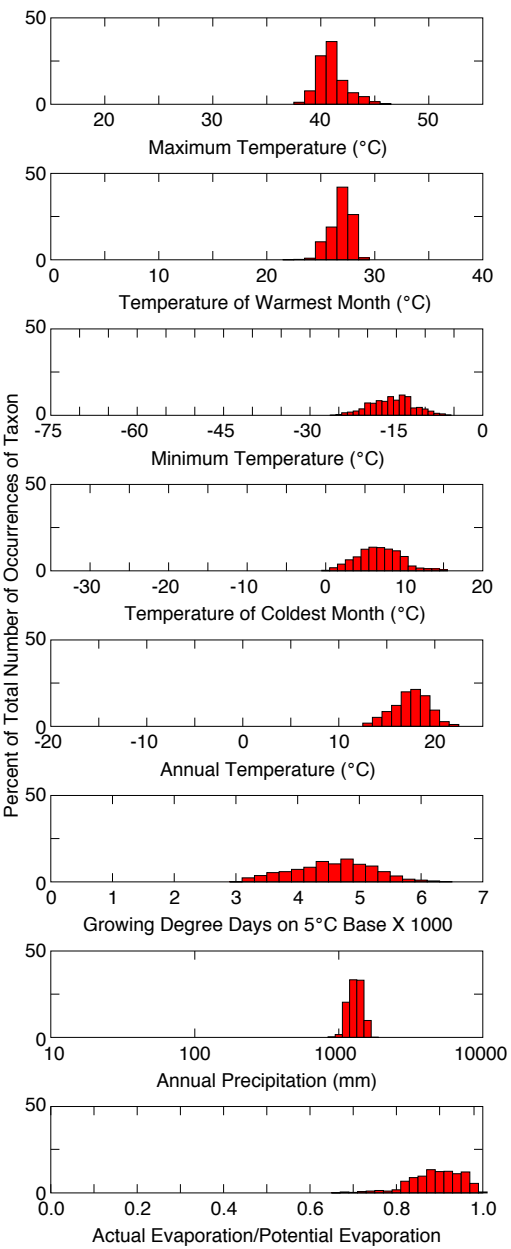 50
0
20 30 40 50
Maximum Temperature (°C)
50
0
0 10 20 30 40
Temperature of Warmest Month (°C)
50
0
-75 -60 -45 -30 -15 0
Minimum Temperature (°C)
Percent of Total Number of Occurrences of Taxon
50
0
-30 -20 -10 0 10 20
Temperature of Coldest Month (°C)
50
0
-20 -10 0 10 20
Annual Temperature (°C)
50
0
0 1 2 3 4 5 6 7
Growing Degree Days on 5°C Base X 1000
50
0
10 100 1000 10000
Annual Precipitation (mm)
50
0
0.0 0.2 0.4 0.6 0.8 1.0
Actual Evaporation/Potential Evaporation